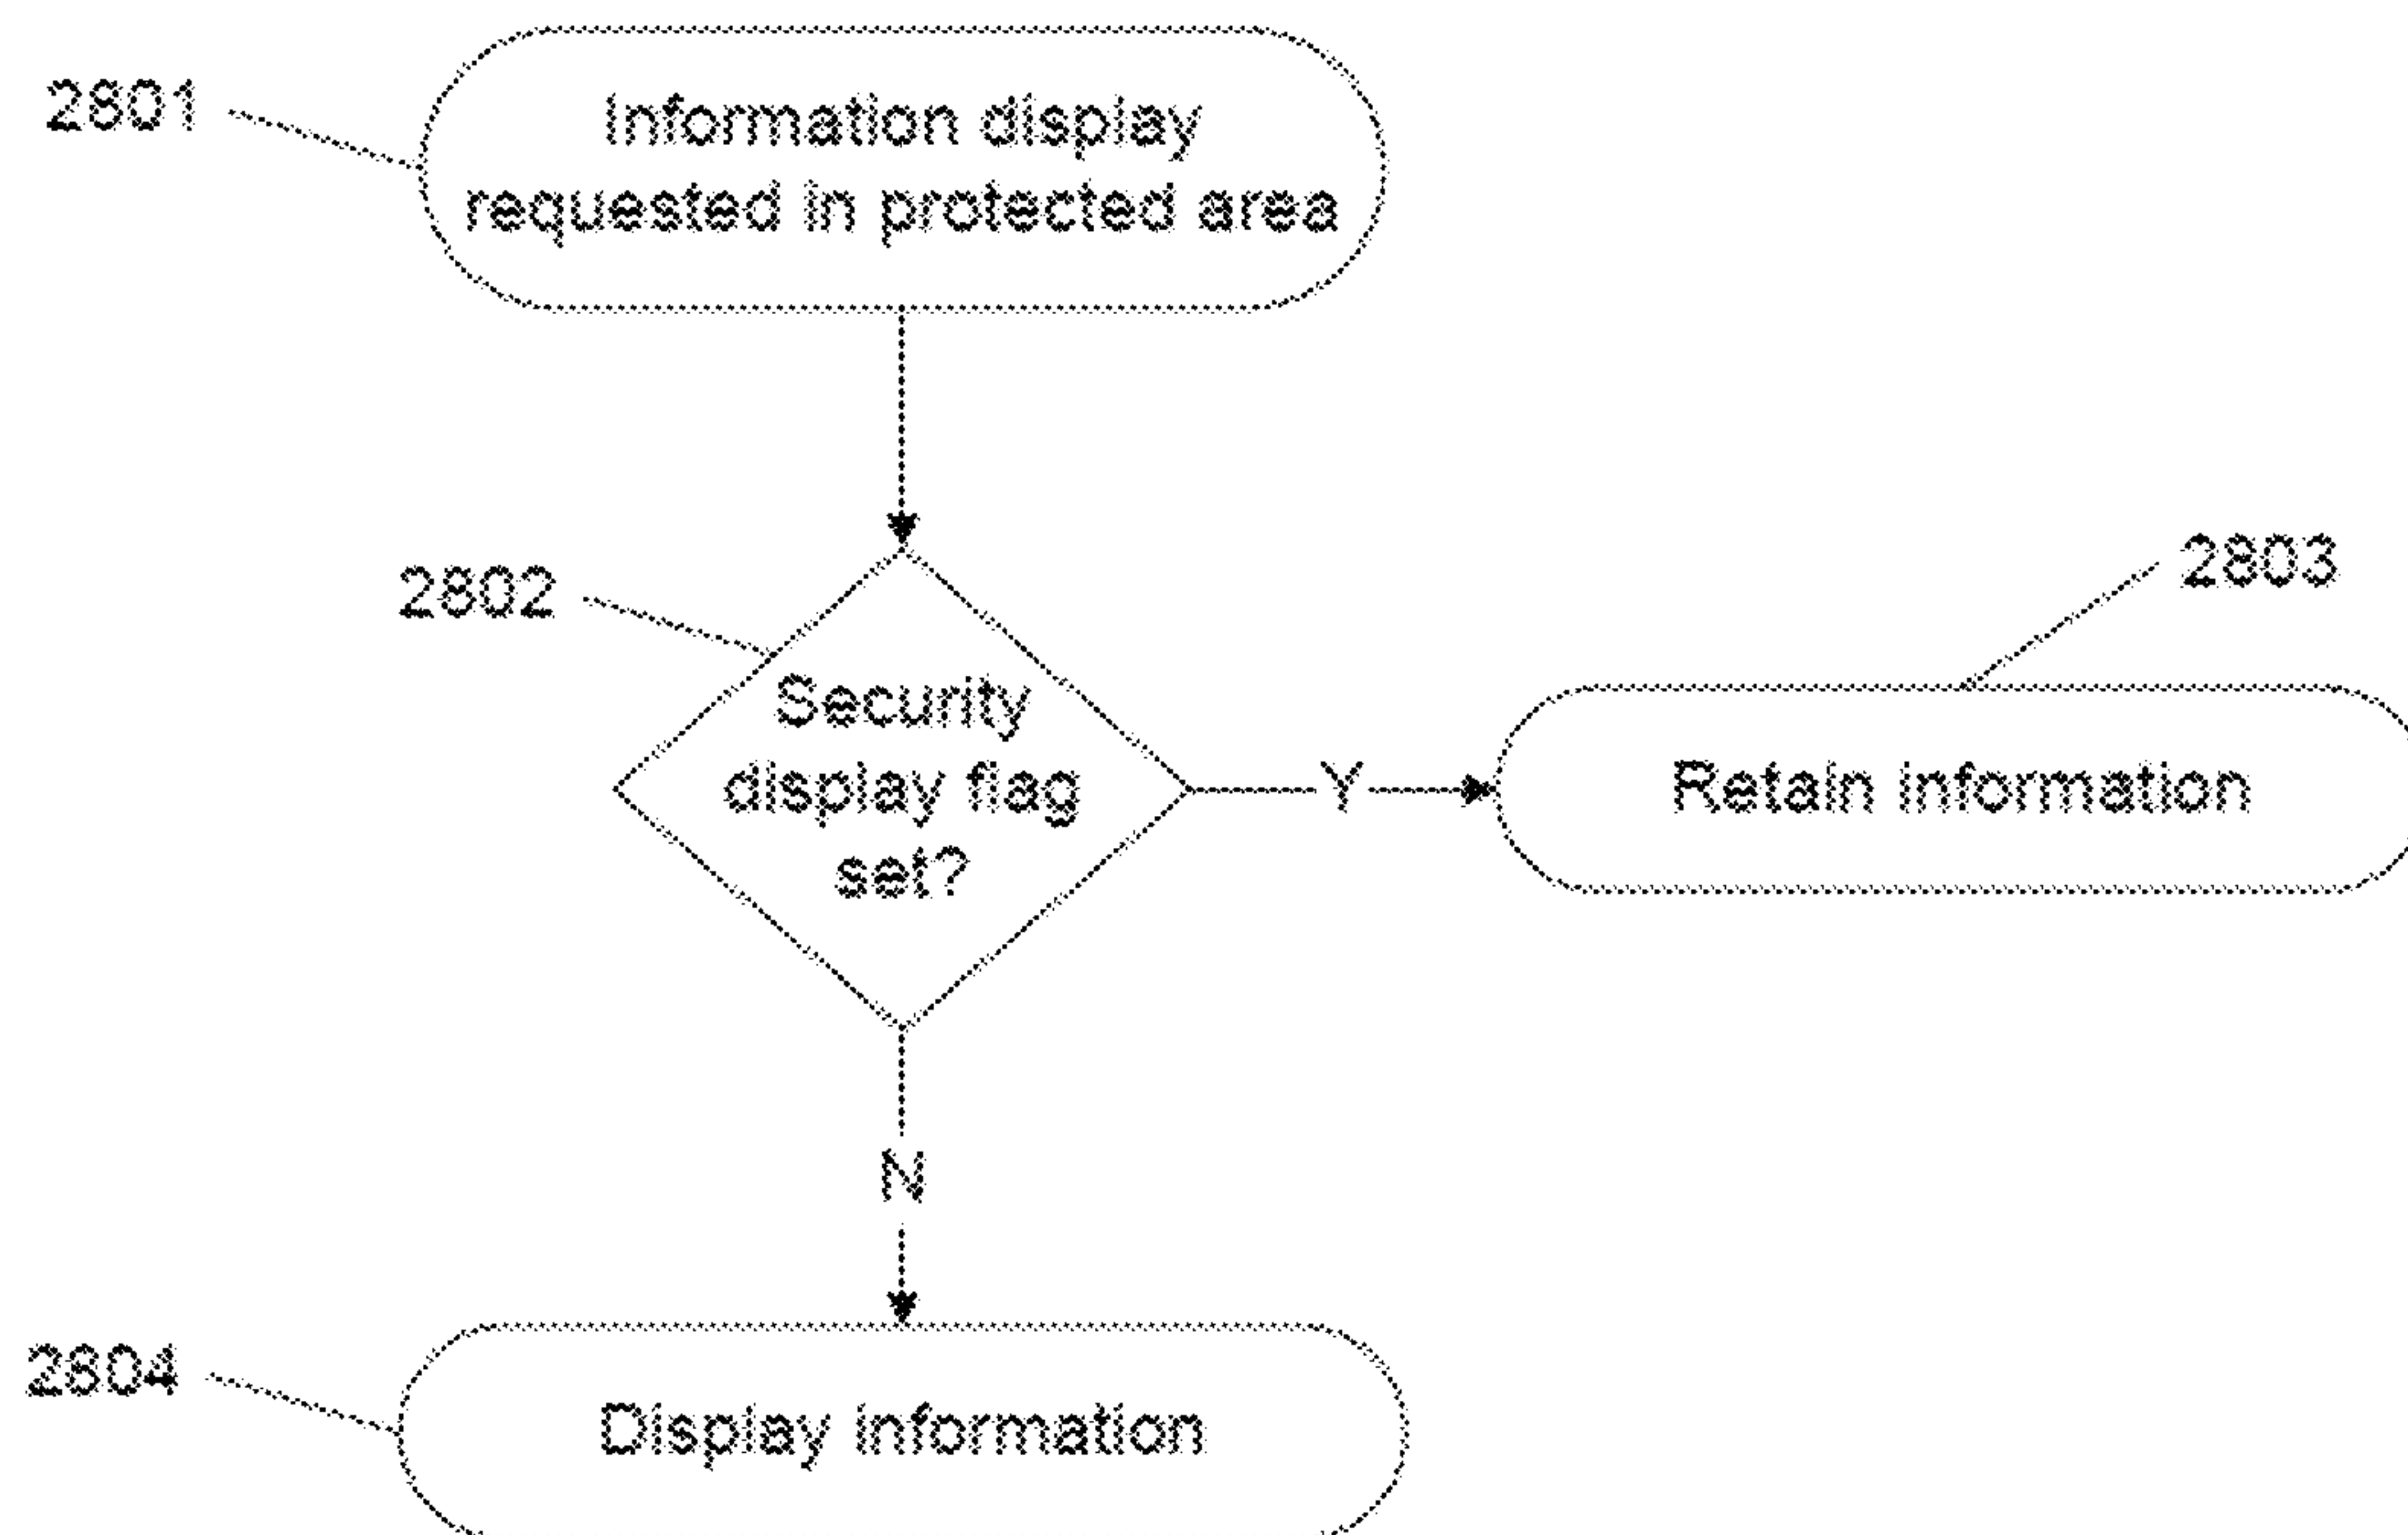 2801
Information display
requested in protected area
2802
2803
Security
display flag
set?
Y
Retain information
N
2804
Display information